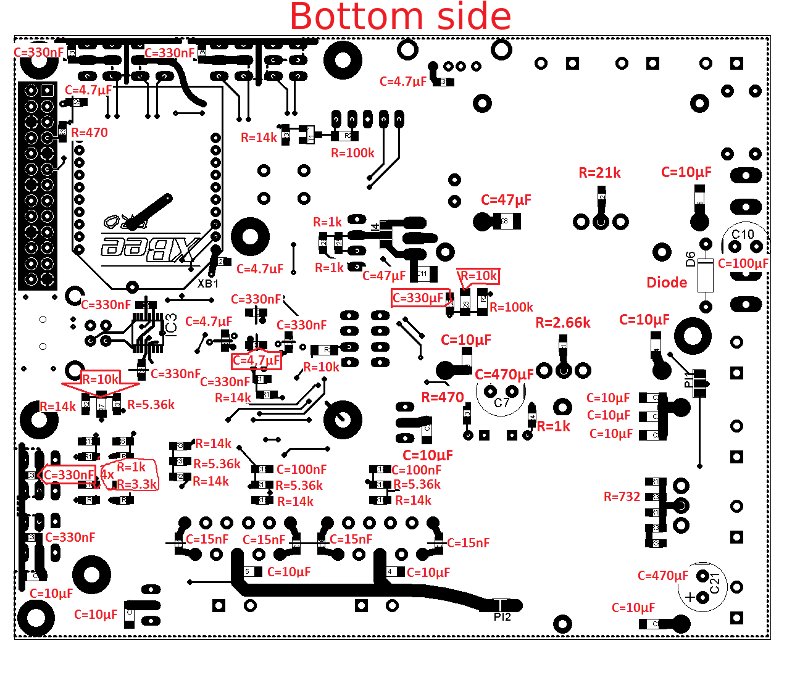 Bottom side
C=330nF C=330nF
C=4.7µF
C=4.7µF
R=470
R=14k
R=100k
R=21k
C=10µF
C=47µF
R=1k
R=1k
C10
C=100µF
D6
Diode
C=4.7µF
XB1
XBee
PRO
C=47µF
C11
R=10k
C=330µF
R=100k
C=330nF
IC3
C=330nF
C=4.7µF
C=330nF
R=2.66k
C=10µF
C=10µF
C=4.7µF
C=330nF
C=330nF
R=10k
R=14k
R=10k
R=14k
R=5.36k
C=470µF
C7
R=470
R=1k
C=10µF
PI1
C=10µF
C=10µF
C=10µF
R=14k
R=5.36k
R=14k
C=330nF 4x
R=1k
R=3.3k
C=100nF
R=5.36k
R=14k
C=100nF
R=5.36k
R=14k
R=732
C=330nF
C=15nF C=15nF C=15nF C=15nF
C=10µF C=10µF
C=10µF
C=10µF
C=470µF
C21
+
C=10µF
PI2